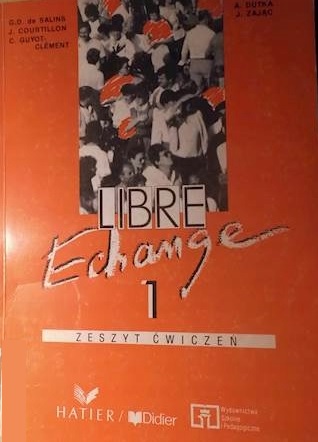 G.D. de SALINS
J. COURTILLON
C. GUYOT-
CLÉMENT
A. DUTKA
J. ZAJĄC
LIBRE
Echange
1
ZESZYT ĆWICZEŃ
HATIER / Didier
Wydawnictwa
Szkolne
i Pedagogiczne